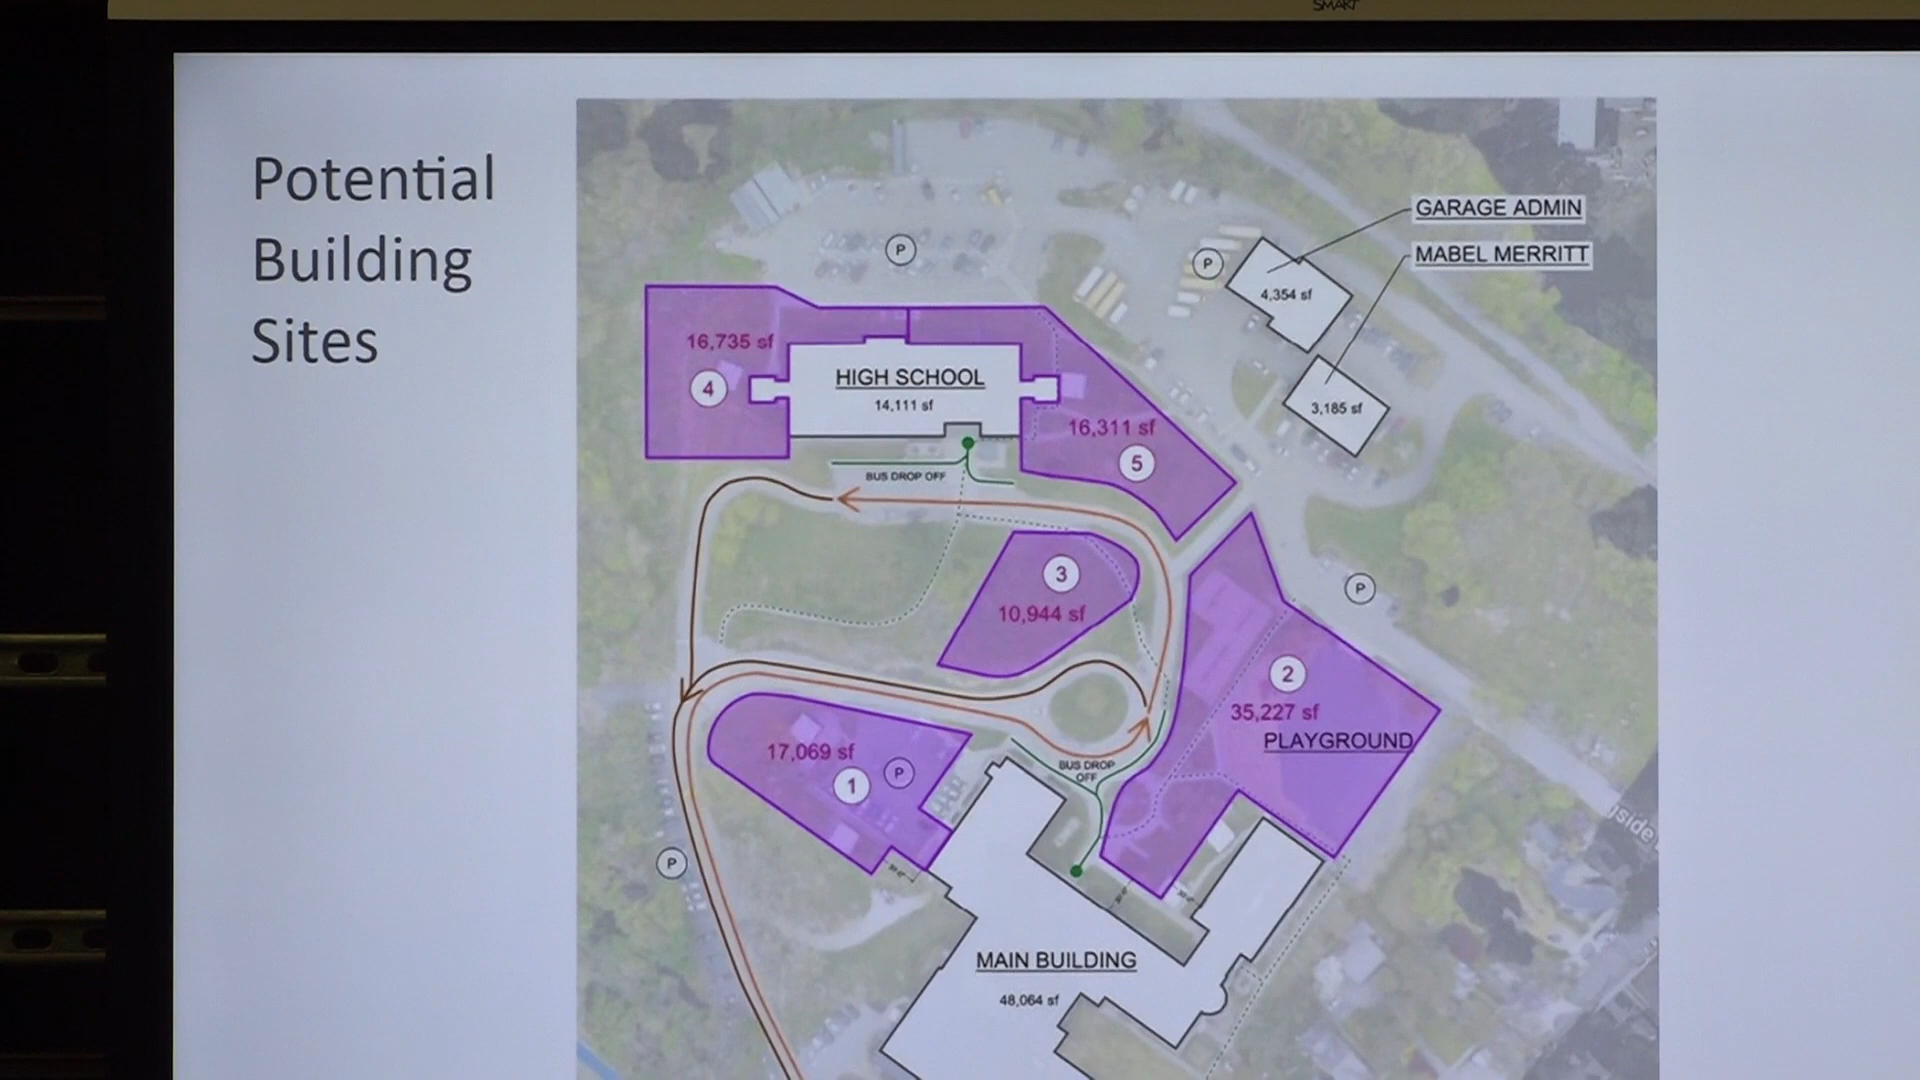 SMART
Potential
Building
Sites
GARAGE ADMIN
MABEL MERRITT
P
P
4,354 sf
16,735 sf
4
HIGH SCHOOL
14,111 sf
3,185 sf
16,311 sf
5
BUS DROP OFF
3
10,944 sf
P
2
35,227 sf
PLAYGROUND
17,069 sf
1
P
BUS DROP
OFF
P
MAIN BUILDING
48,064 sf